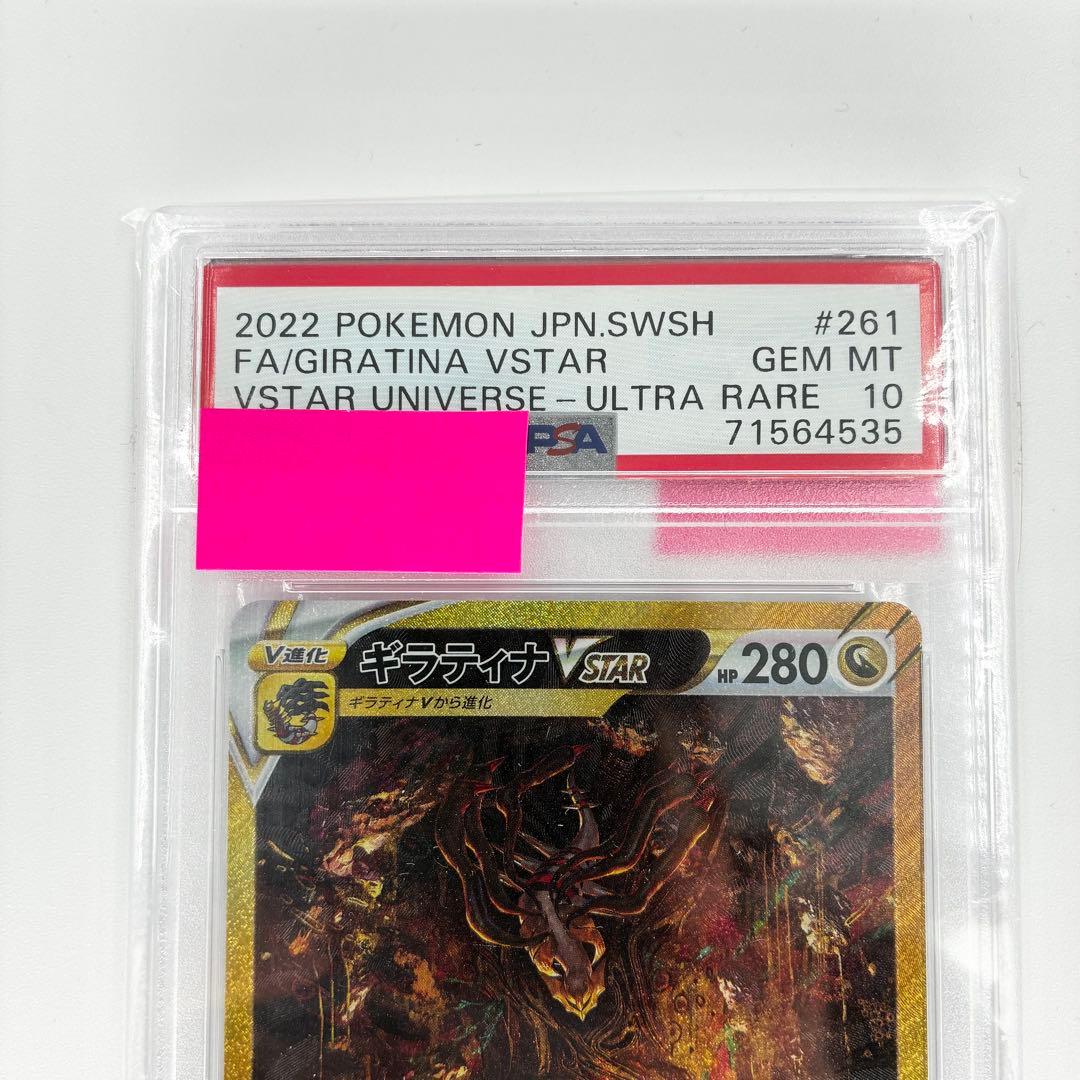 2022 POKEMON JPN.SWSH #261
FA/GIRATINA VSTAR GEM MT
VSTAR UNIVERSE-ULTRA RARE 10
PSA 71564535
V進化 ギラティナVSTAR HP 280
ギラティナVから進化